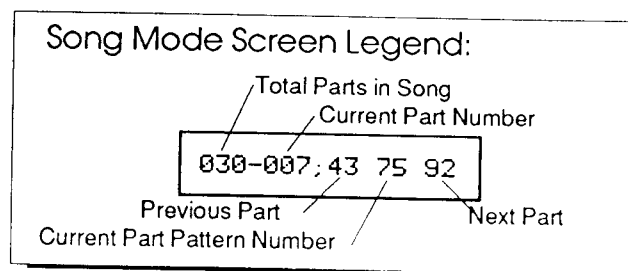 Song Mode Screen Legend:
Total Parts in Song
Current Part Number
030-007;43 75 92
Previous Part
Next Part
Current Part Pattern Number